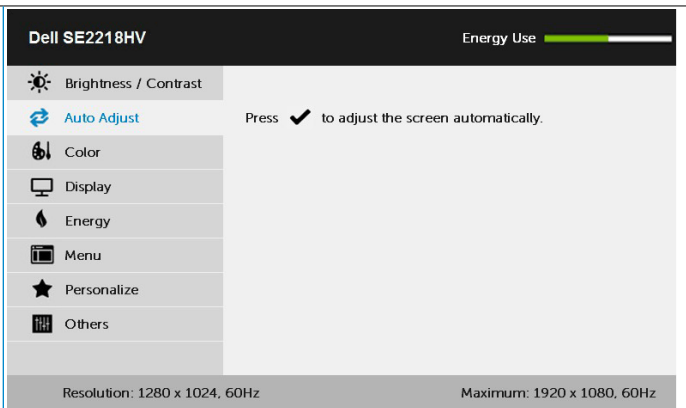 Dell SE2218HV
Energy Use
Brightness / Contrast
Auto Adjust
Press ✔ to adjust the screen automatically.
Color
Display
Energy
Menu
Personalize
Others
Resolution: 1280 x 1024, 60Hz
Maximum: 1920 x 1080, 60Hz